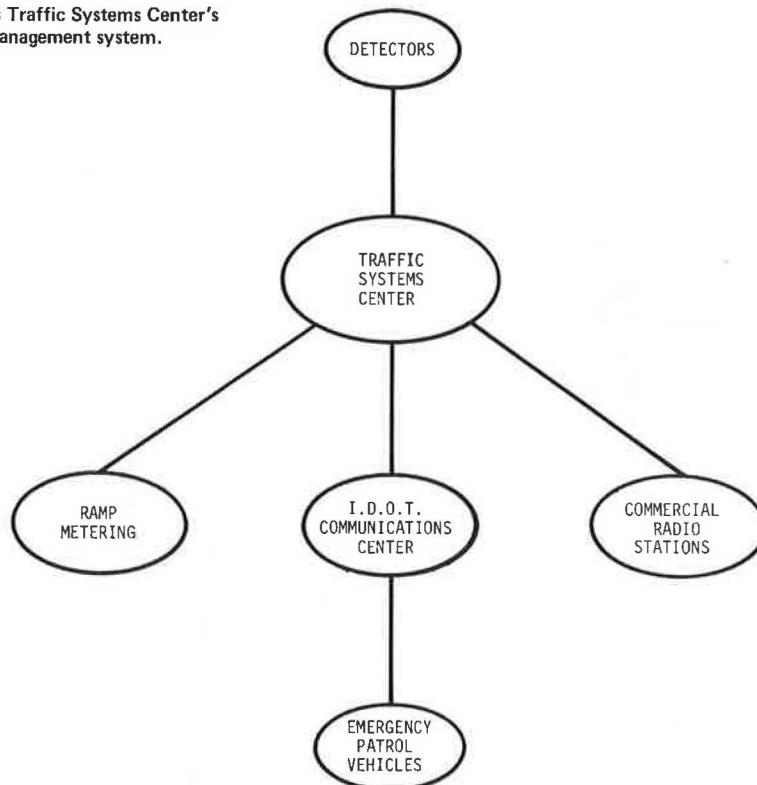 Traffic Systems Center's
anagement system.
DETECTORS
TRAFFIC
SYSTEMS
CENTER
RAMP
METERING
I.D.O.T.
COMMUNICATIONS
CENTER
COMMERCIAL
RADIO
STATIONS
EMERGENCY
PATROL
VEHICLES